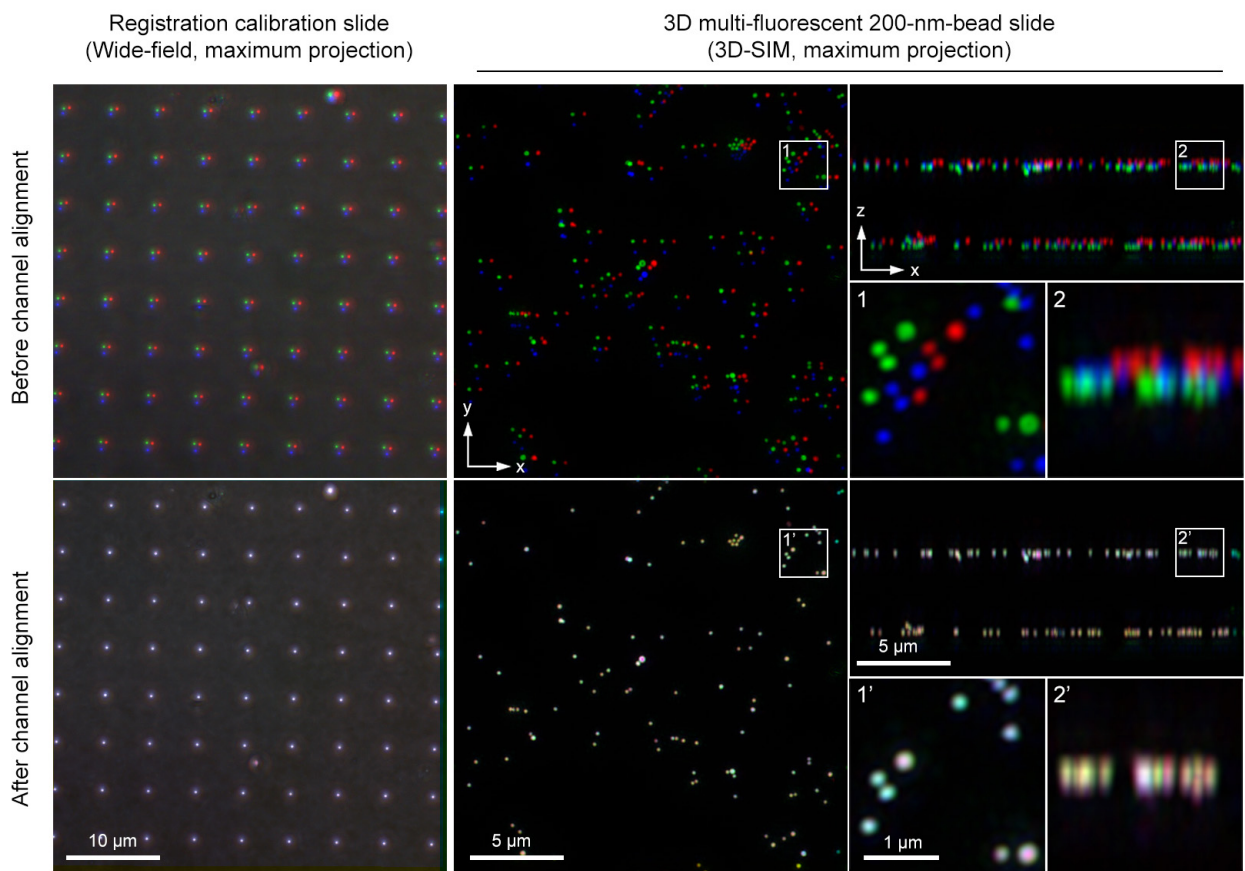 Registration calibration slide
(Wide-field, maximum projection)
3D multi-fluorescent 200-nm-bead slide
(3D-SIM, maximum projection)
Before channel alignment
1
2
z
x
1
2
y
x
After channel alignment
1’
2’
5 μm
1’
2’
10 μm
5 μm
1 μm